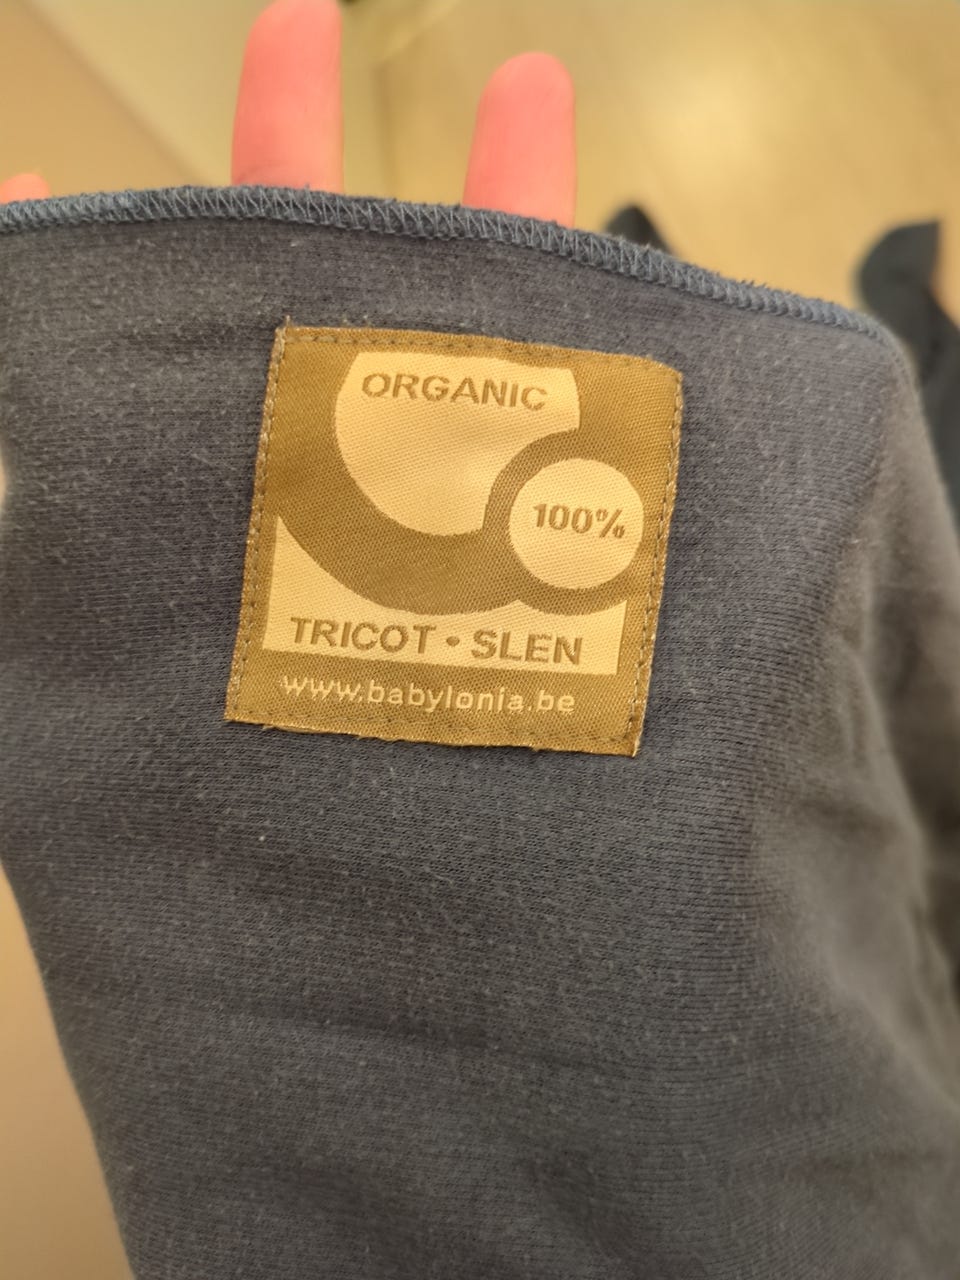 ORGANIC
100%
TRICOT • SLEN
www.babylonia.be